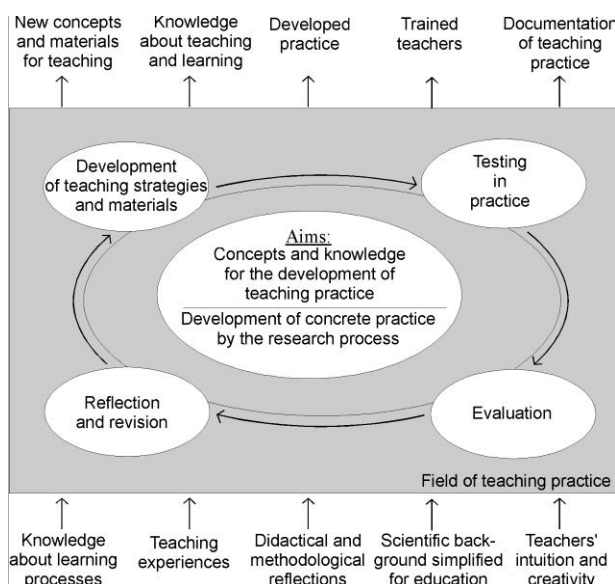 New concepts
and materials
for teaching
Knowledge
about teaching
and learning
Developed
practice
Trained
teachers
Documentation
of teaching
practice
Development
of teaching strategies
and materials
Testing
in
practice
Aims:
Concepts and knowledge
for the development of
teaching practice
Development of concrete practice
by the research process
Reflection
and revision
Evaluation
Field of teaching practice
Knowledge
about learning
processes
Teaching
experiences
Didactical and
methodological
reflections
Scientific back-
ground simplified
for education
Teachers'
intuition and
creativity